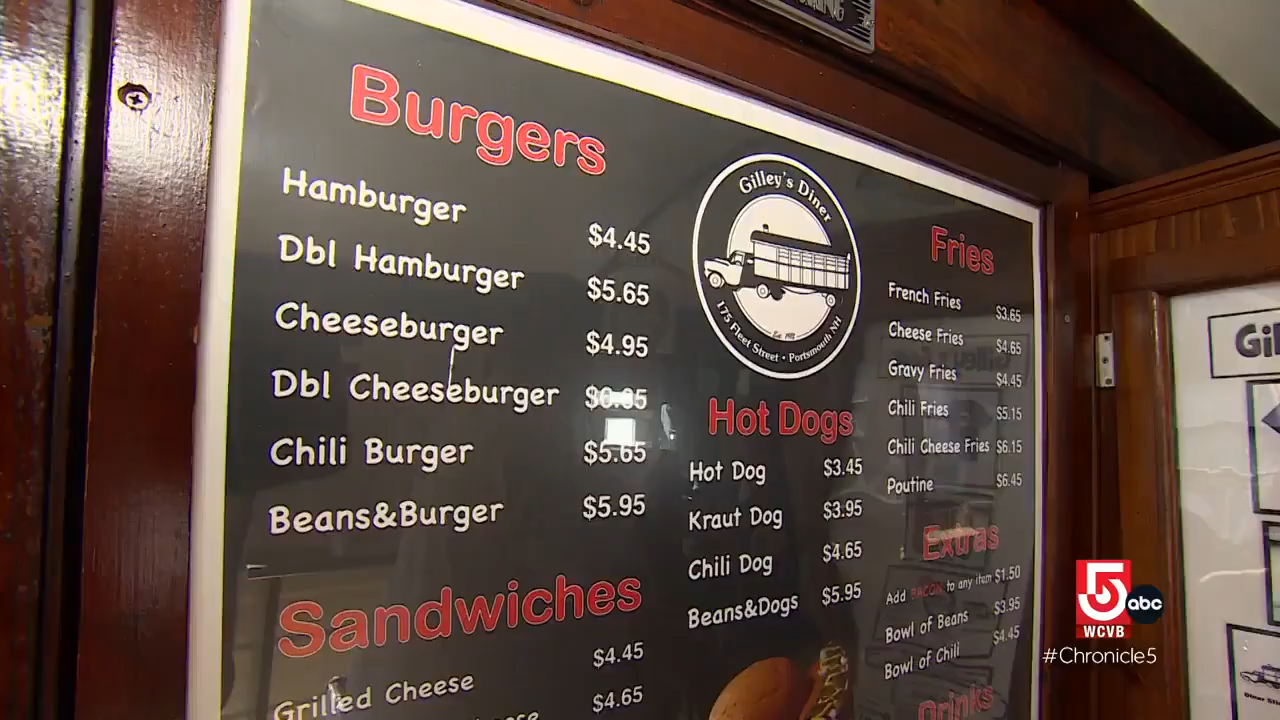 Burgers
Hamburger $4.45
Dbl Hamburger $5.65
Cheeseburger $4.95
Dbl Cheeseburger
Chili Burger $5.65
Beans&Burger $5.95
Sandwiches
Grilled Cheese $4.45
$4.65
Gilley's Diner
175 Fleet Street • Portsmouth NH
Hot Dogs
Hot Dog $3.45
Kraut Dog $3.95
Chili Dog $4.65
Beans&Dogs $5.95
Fries
French Fries $3.65
Cheese Fries $4.65
Gravy Fries $4.45
Chili Fries $5.15
Chili Cheese Fries $6.15
Poutine $6.45
Extras
Add BACON to any item $1.50
Bowl of Beans $3.95
Bowl of Chili $4.45
Drinks
Gil
5
abc
WCVB
#Chronicle5